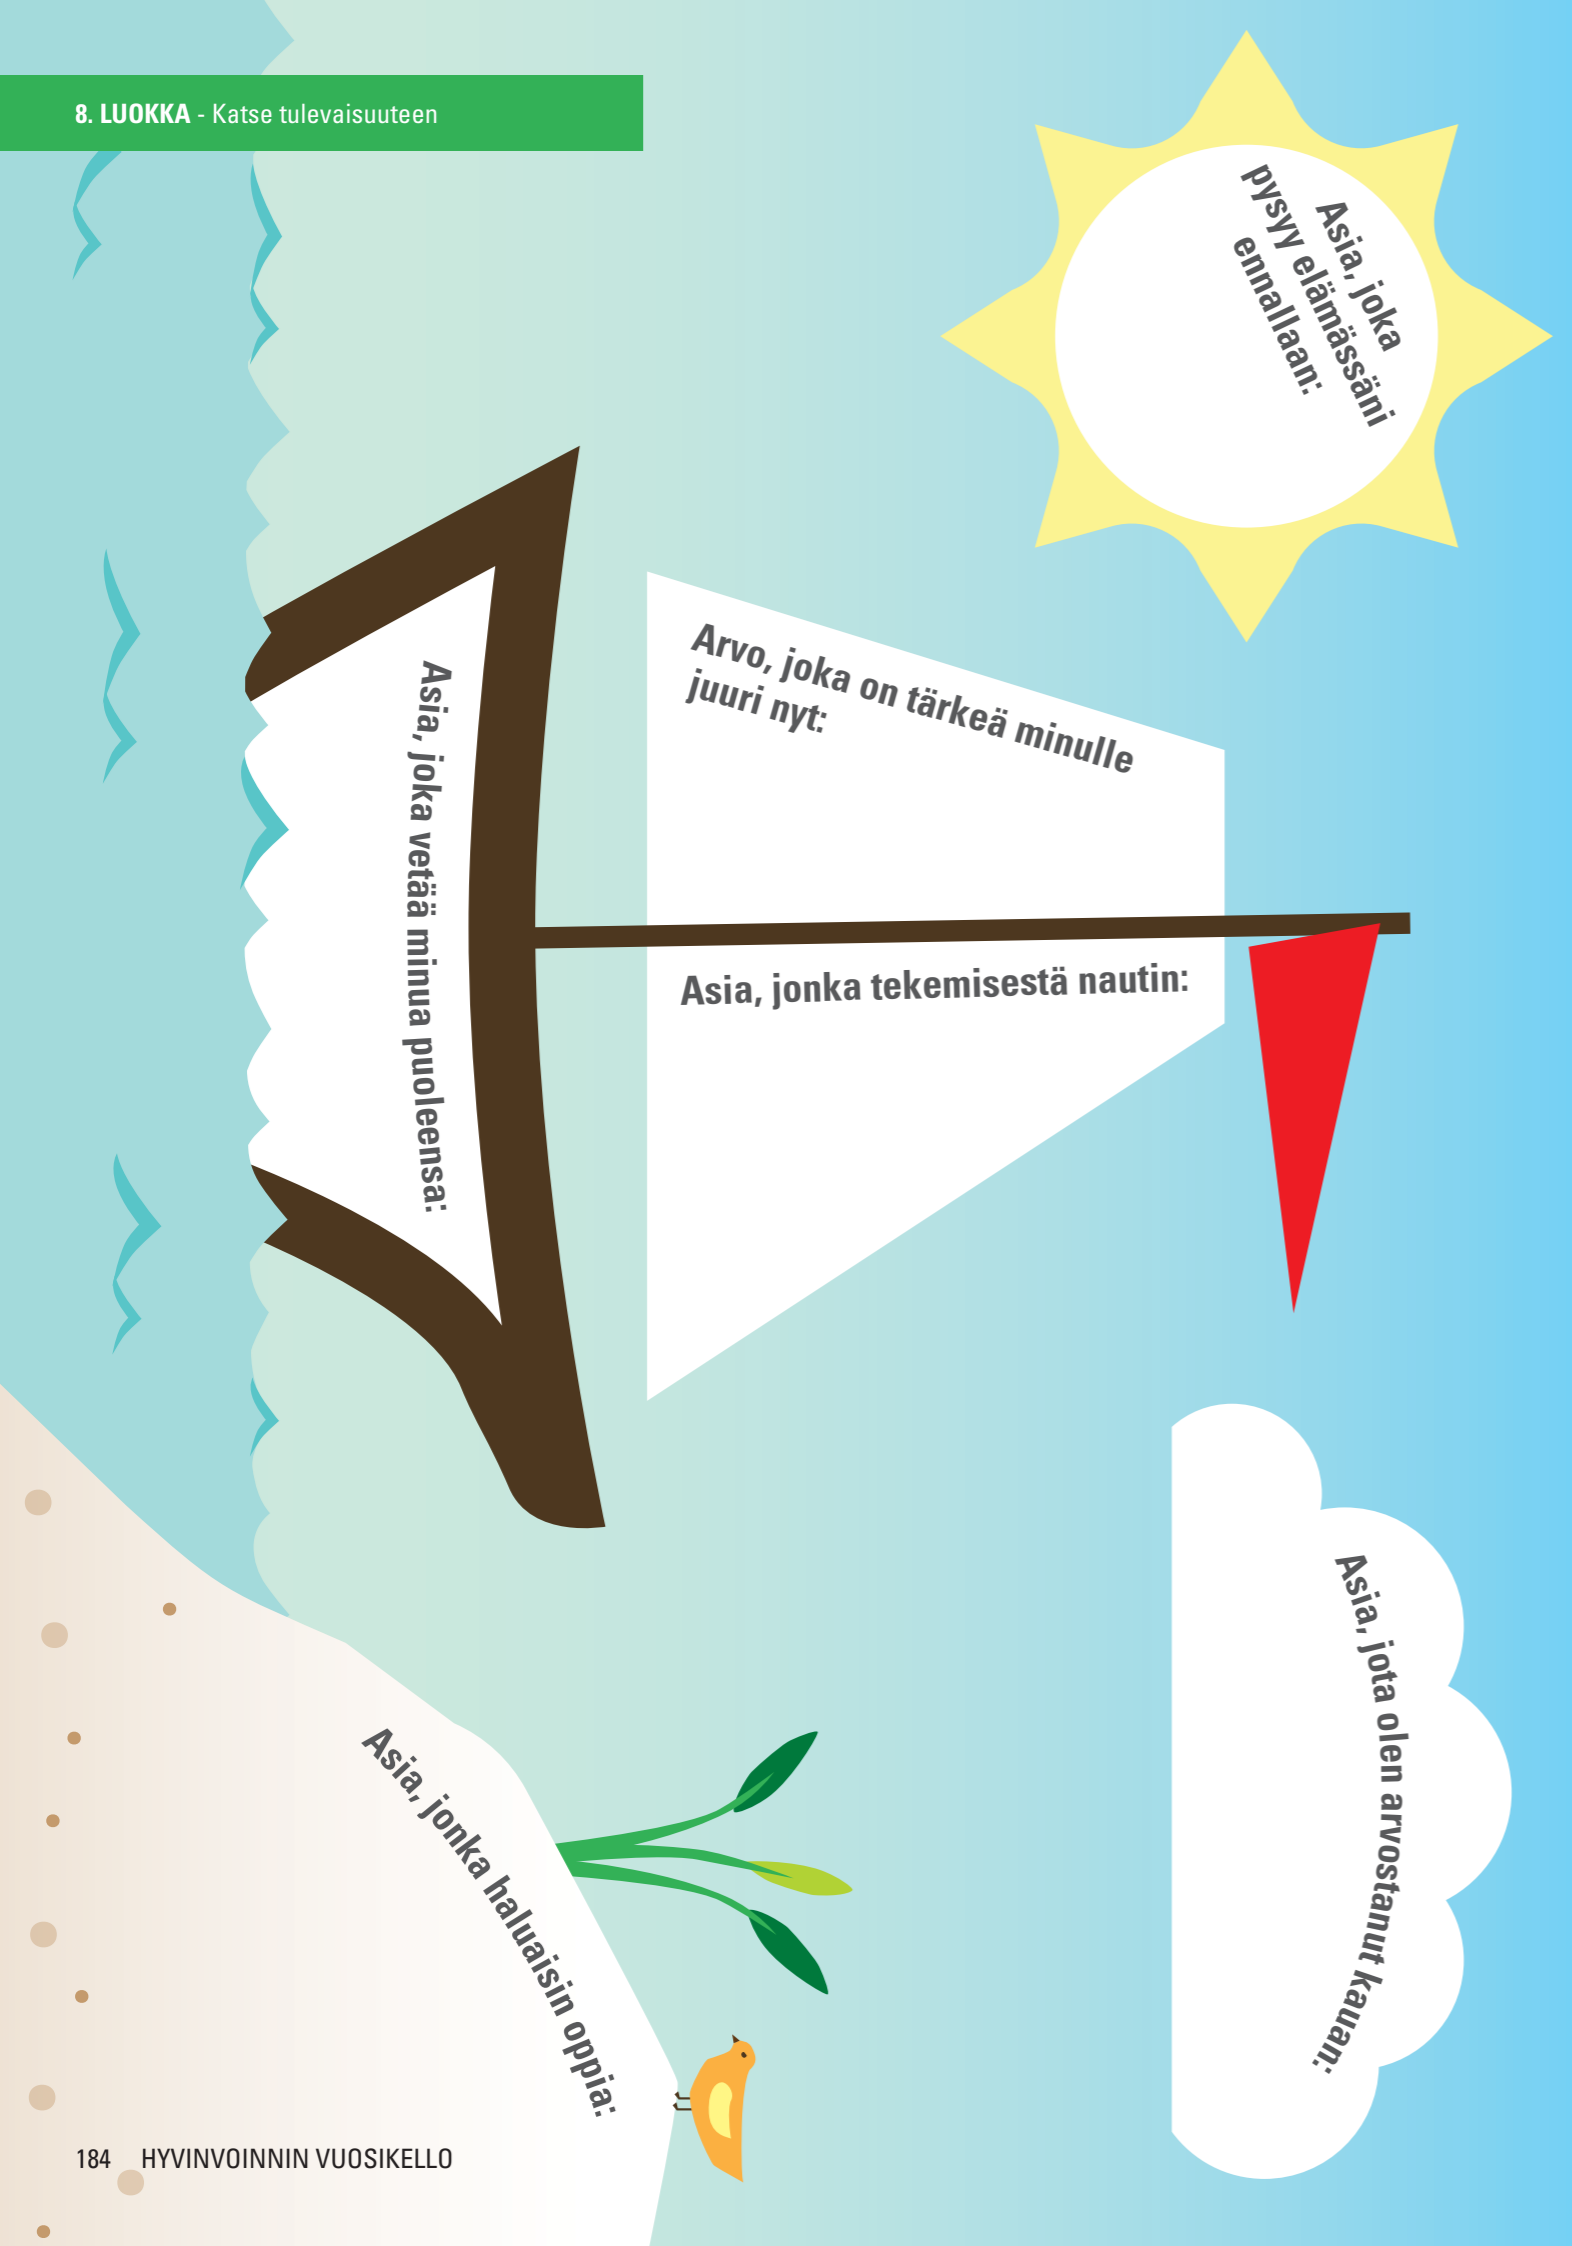 8. LUOKKA - Katse tulevaisuuteen
Asia, joka
pysyy elämässäni
ennallaan:
Arvo, joka on tärkeä minulle
juuri nyt:
Asia, jonka tekemisestä nautin:
Asia, joka vetää minua puoleensa:
Asia, jota olen arvostanut kauan:
Asia, jonka haluaisin oppia:
184 HYVINVOINNIN VUOSIKELLO